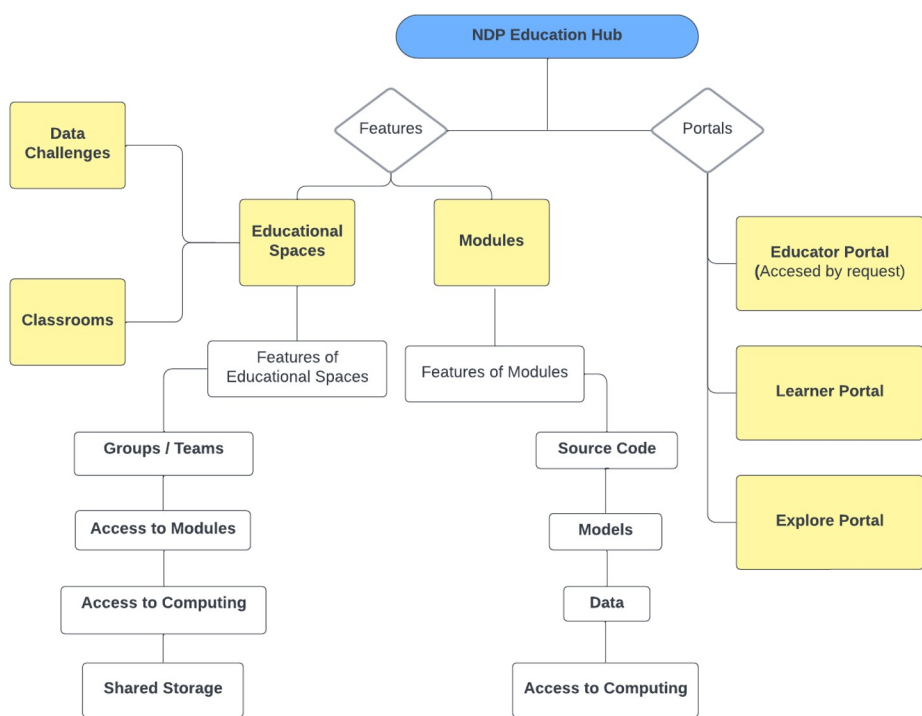 NDP Education Hub
Features
Portals
Data
Challenges
Educational
Spaces
Modules
Educator Portal
(Accesed by request)
Classrooms
Features of
Educational Spaces
Features of Modules
Learner Portal
Groups / Teams
Source Code
Access to Modules
Models
Explore Portal
Access to Computing
Data
Shared Storage
Access to Computing